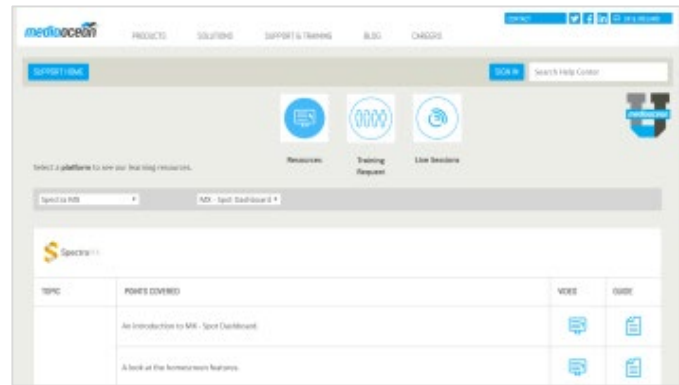 mediaocean
PRODUCTS SOLUTIONS SUPPORT & TRAINING BLOG CAREERS
CONTACT
SUPPORT HOME
SIGN IN Search Help Center
U
mediaocean
Resources Training Live Sessions
Request
Select a platform to see our learning resources.
Spectra MX MX - Spot Dashboard
Spectra
TOPIC POINTS COVERED VIDEO GUIDE
An introduction to MX - Spot Dashboard.
A look at the homescreen features.